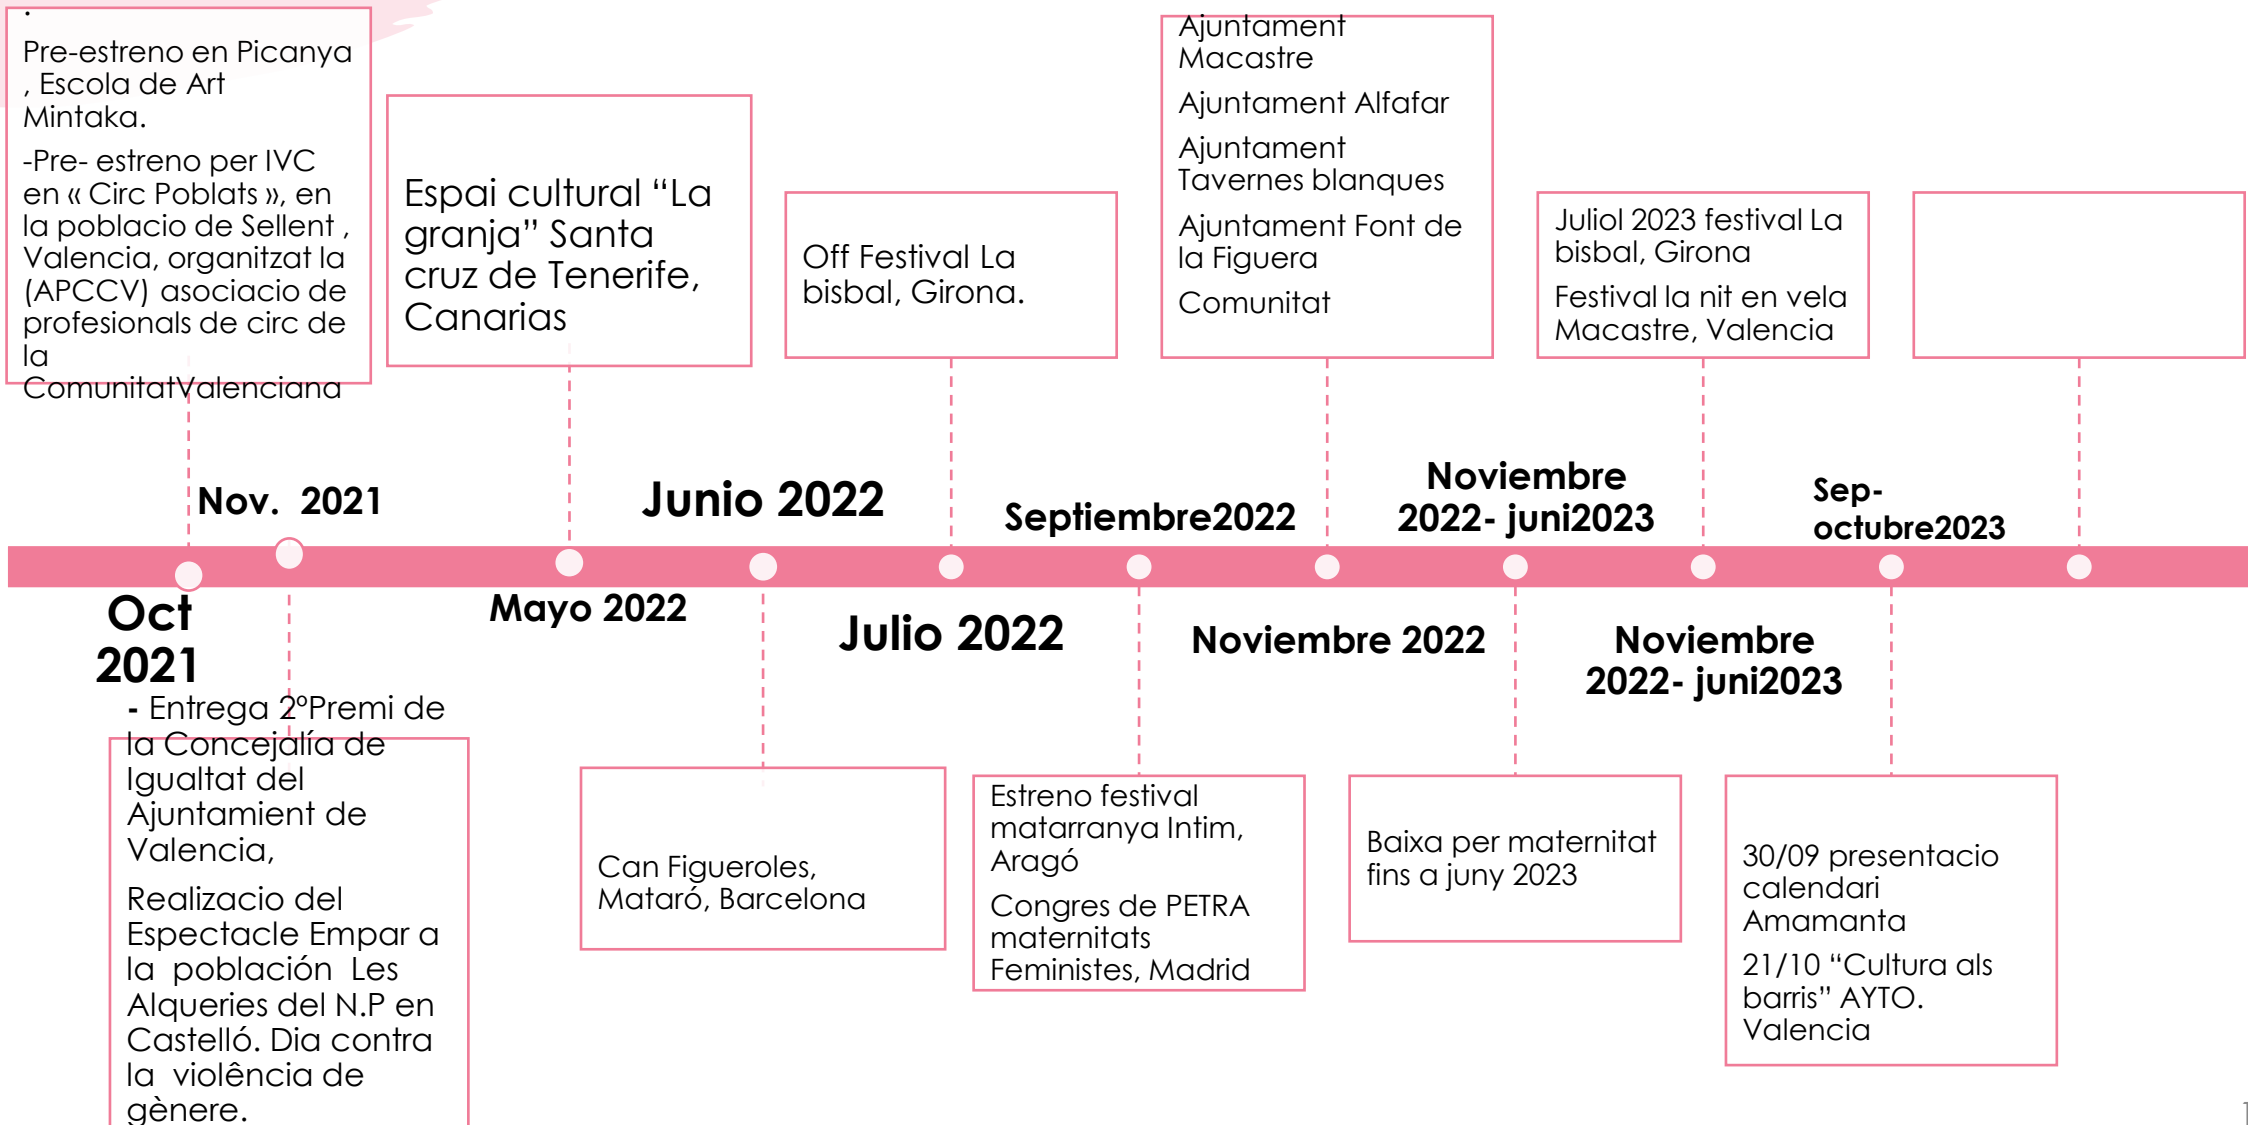 .
Pre-estreno en Picanya
, Escola de Art
Mintaka.
-Pre- estreno per IVC
en « Circ Poblats », en
la poblacio de Sellent ,
Valencia, organitzat la
(APCCV) asociacio de
profesionals de circ de
la
ComunitatValenciana
Espai cultural “La
granja” Santa
cruz de Tenerife,
Canarias
Off Festival La
bisbal, Girona.
Ajuntament
Macastre
Ajuntament Alfafar
Ajuntament
Tavernes blanques
Ajuntament Font de
la Figuera
Comunitat
Juliol 2023 festival La
bisbal, Girona
Festival la nit en vela
Macastre, Valencia
Nov.  2021
Junio 2022
Septiembre2022
Noviembre
2022- juni2023
Sep-
octubre2023
Oct
2021
Mayo 2022
Julio 2022
Noviembre 2022
Noviembre
2022- juni2023
- Entrega 2ºPremi de
la Concejalía de
Igualtat del
Ajuntamient de
Valencia,
Realizacio del
Espectacle Empar a
la  población  Les
Alqueries del N.P en
Castelló. Dia contra
la  violência de
gènere.
Can Figueroles,
Mataró, Barcelona
Estreno festival
matarranya Intim,
Aragó
Congres de PETRA
maternitats
Feministes, Madrid
Baixa per maternitat
fins a juny 2023
30/09 presentacio
calendari
Amamanta
21/10 “Cultura als
barris” AYTO.
Valencia